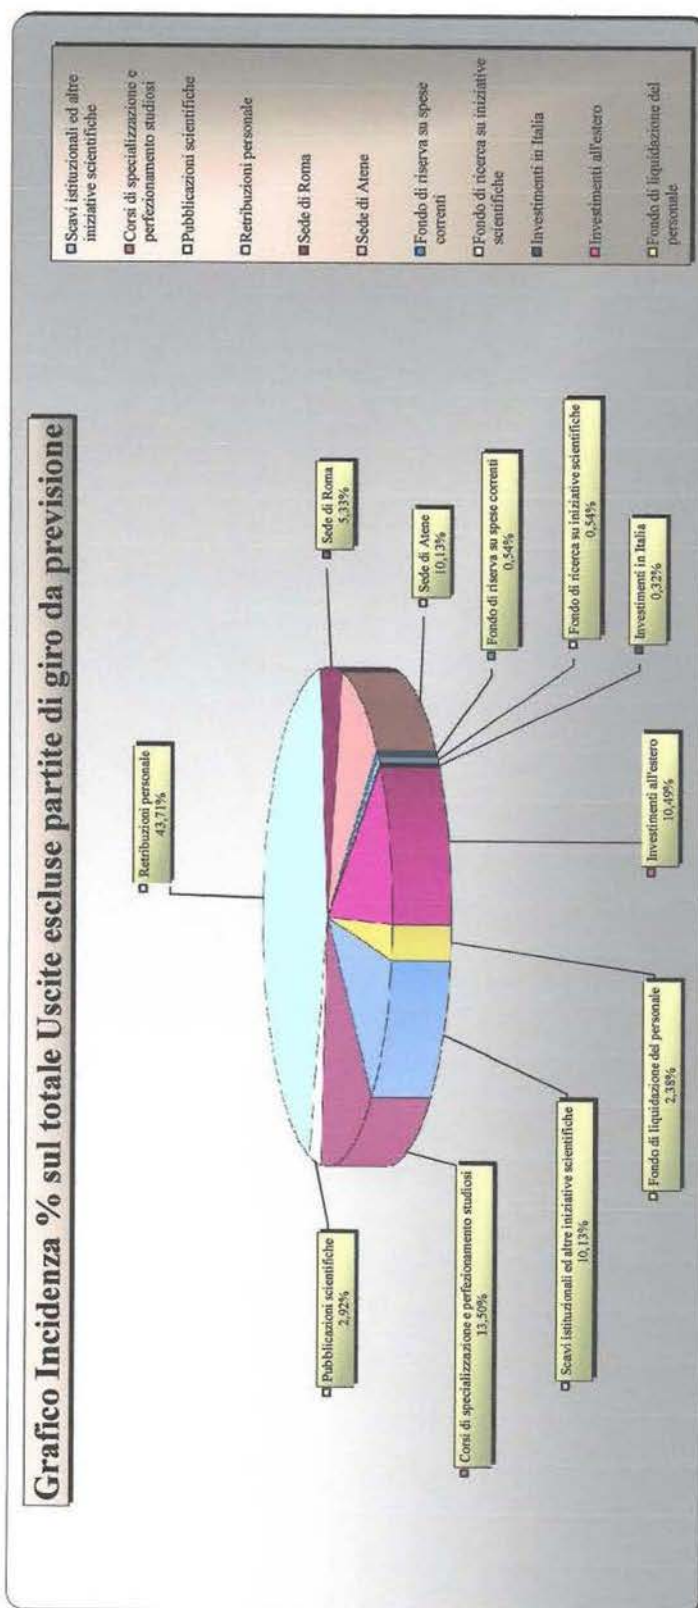 Grafico Incidenza % sul totale Uscite escluse partite di giro da previsione
Retribuzioni personale
43,71%
Sede di Roma
5,33%
Sede di Atene
10,13%
Fondo di riserva su spese correnti
0,54%
Fondo di ricerca su iniziative scientifiche
0,54%
Investimenti in Italia
0,32%
Investimenti all'estero
10,49%
Fondo di liquidazione del personale
2,38%
Scavi istituzionali ed altre iniziative scientifiche
10,13%
Corsi di specializzazione e perfezionamento studiosi
13,50%
Pubblicazioni scientifiche
2,92%
Scavi istituzionali ed altre
iniziative scientifiche
Corsi di specializzazione e
perfezionamento studiosi
Pubblicazioni scientifiche
Retribuzioni personale
Sede di Roma
Sede di Atene
Fondo di riserva su spese
correnti
Fondo di ricerca su iniziative
scientifiche
Investimenti in Italia
Investimenti all'estero
Fondo di liquidazione del
personale